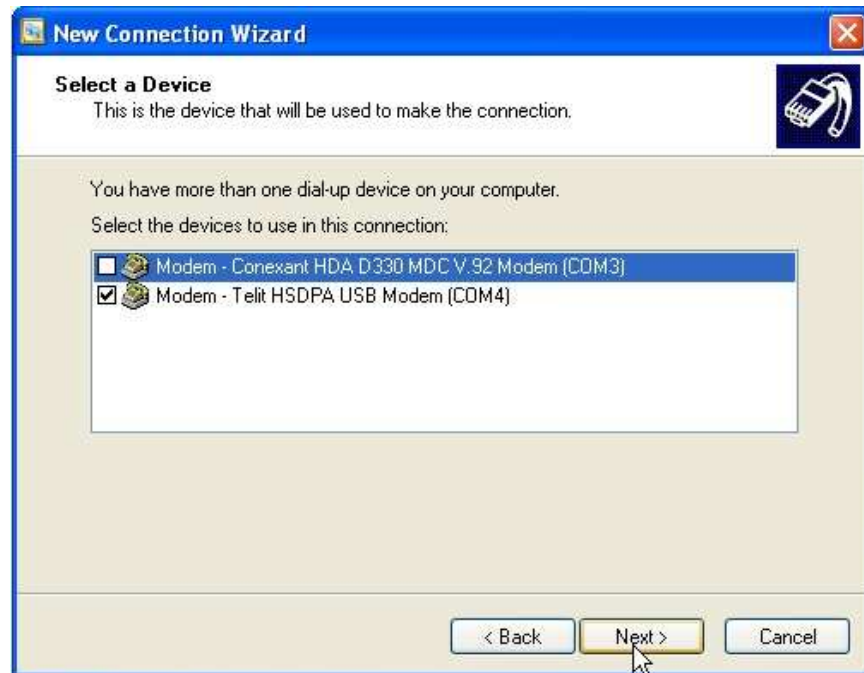 New Connection Wizard
Select a Device
This is the device that will be used to make the connection.
You have more than one dial-up device on your computer.
Select the devices to use in this connection:
Modem - Conexant HDA D330 MDC V.92 Modem (COM3)
Modem - Telit HSDPA USB Modem (COM4)
< Back Next > Cancel